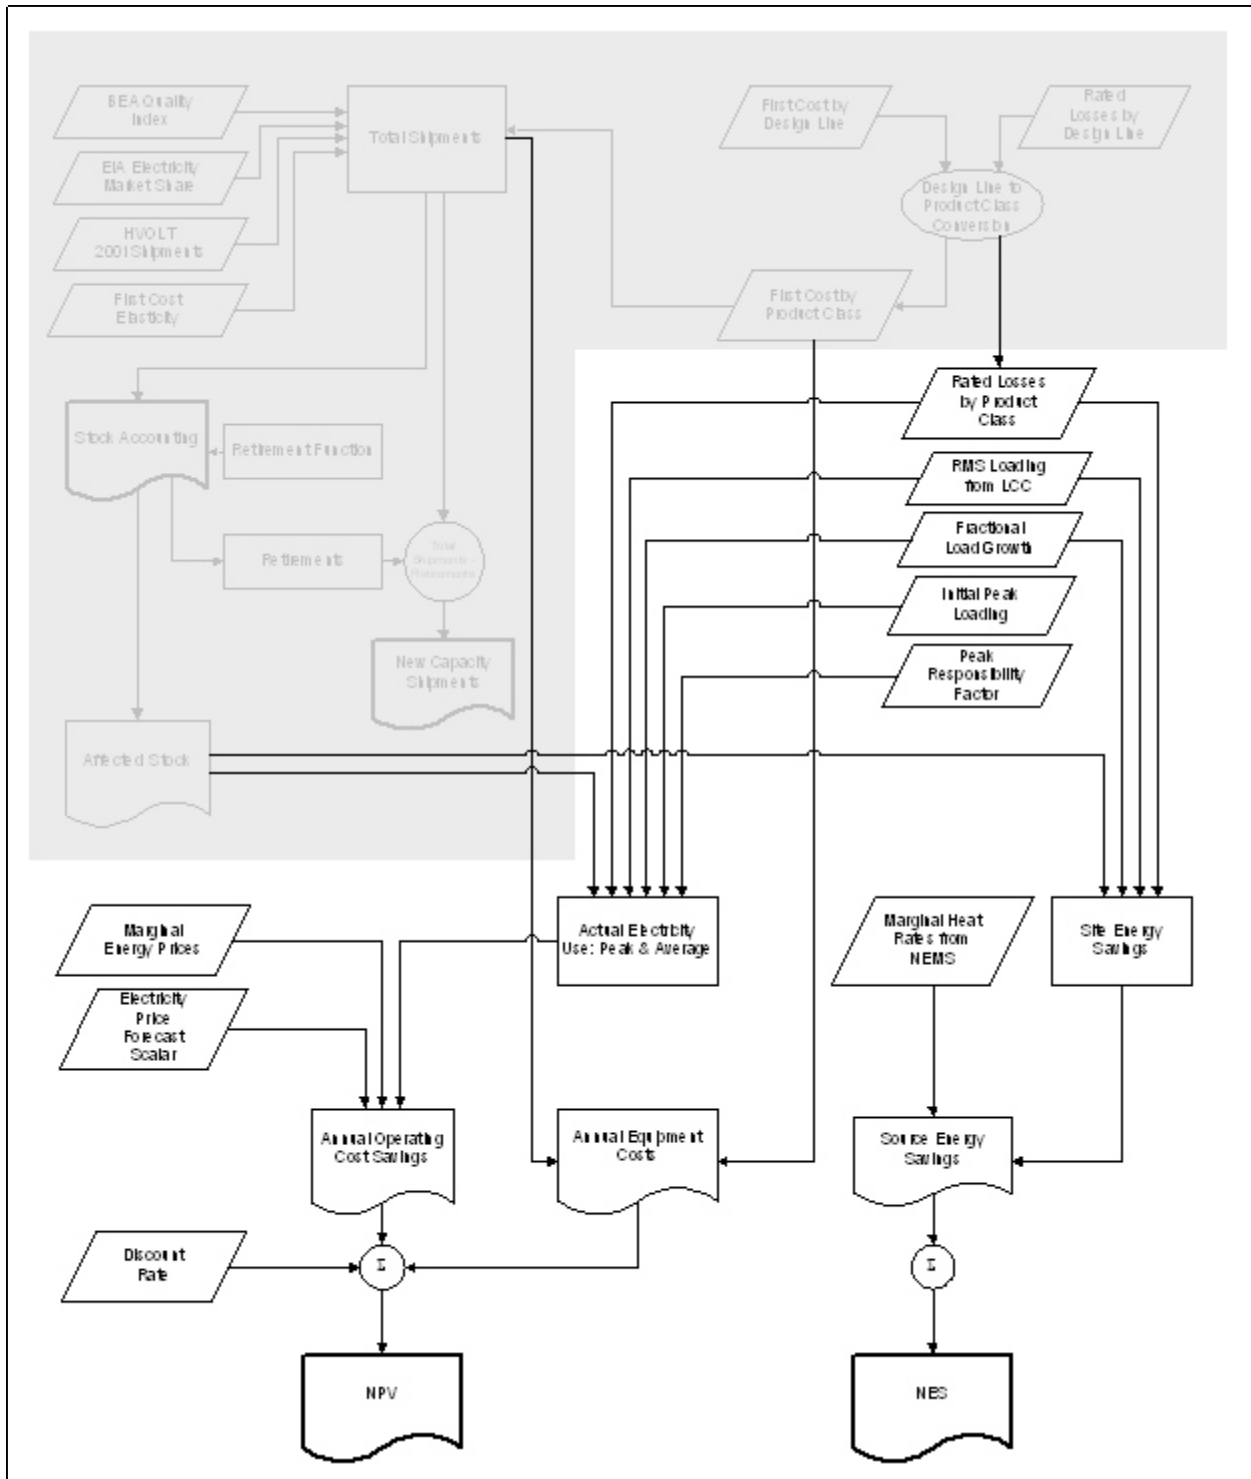 BEA Quality
Index
EIA Electricity
Market Share
HVOLT
2001 Shipments
First Cost
Elasticity
Total Shipments
First Cost by
Design Line
Rated
Losses by
Design Line
Design Line to
Product Class
Conversion
First Cost by
Product Class
Stock Accounting
Retirement Function
Retirements
Total
Shipments -
Retirements
New Capacity
Shipments
Affected Stock
Rated Losses
by Product
Class
RMS Loading
from LCC
Fractional
Load Growth
Initial Peak
Loading
Peak
Responsibility
Factor
Marginal
Energy Prices
Electricity
Price
Forecast
Scalar
Actual Electricity
Use: Peak & Average
Marginal Heat
Rates from
NEMS
Site Energy
Savings
Annual Operating
Cost Savings
Annual Equipment
Costs
Source Energy
Savings
Discount
Rate
Σ
Σ
NPV
NES